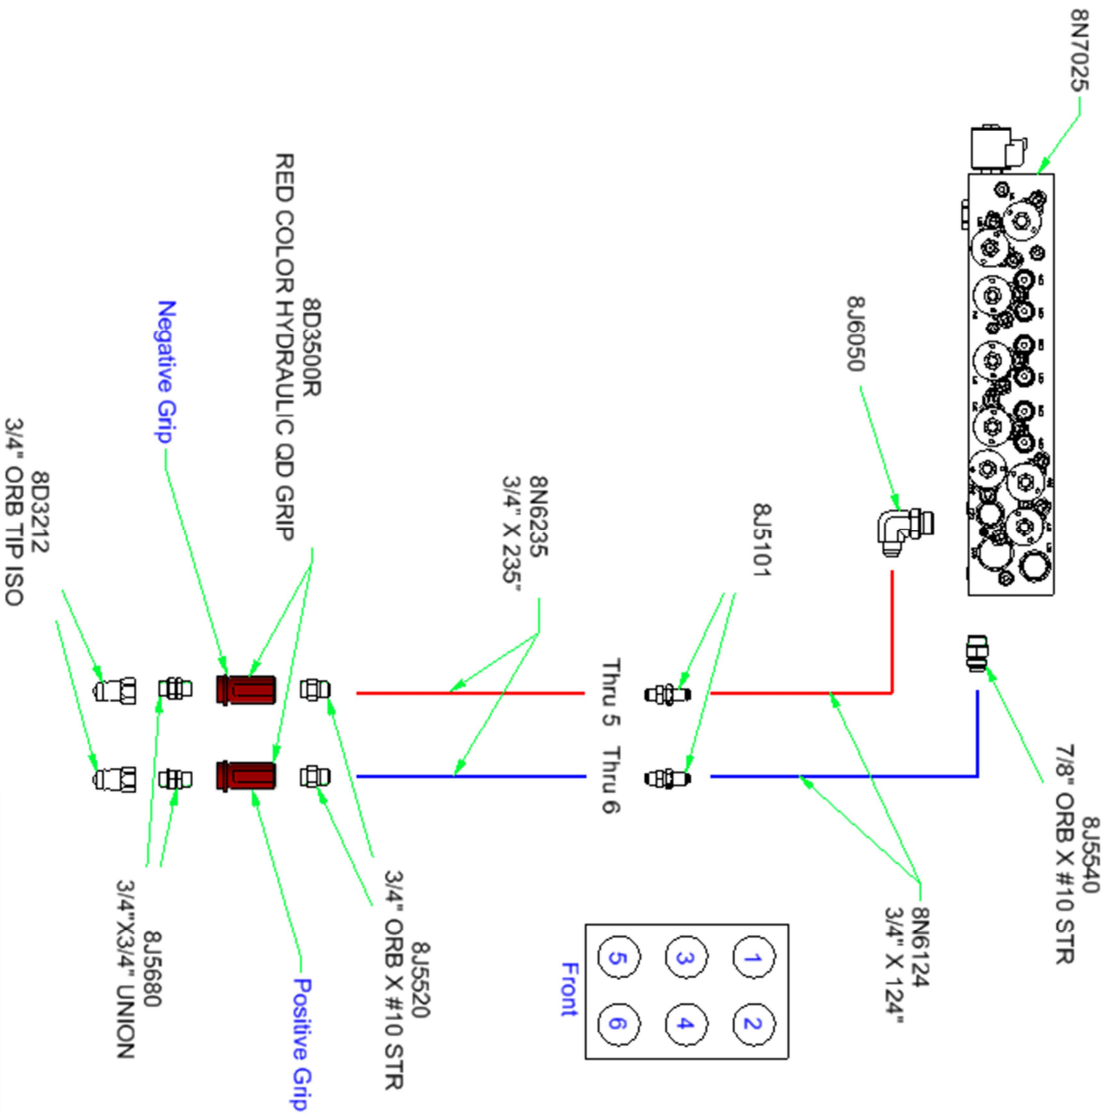 8N7025
8J6050
8J5540
7/8" ORB X #10 STR
8D3500R
RED COLOR HYDRAULIC QD GRIP
Negative Grip
8N6235
3/4" X 235"
8J5101
8N6124
3/4" X 124"
8D3212
3/4" ORB TIP ISO
Thru 5
Thru 6
8J5520
3/4" ORB X #10 STR
8J5680
3/4"X3/4" UNION
Positive Grip
1
2
3
4
5
6
Front